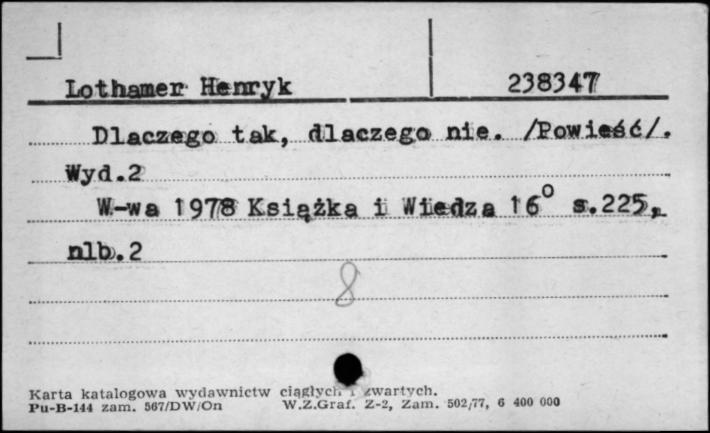 Lothamer Henryk 238347
Dlaczego tak, dlaczego nie. /Powieść/.
Wyd.2
W-wa 1978 Książka i Wiedza 16° s.225,
nlb.2
8
Karta katalogowa wydawnictw ciągłych i zwartych.
Pu-B-144 zam. 567/DW/On W.Z.Graf. Z-2, Zam. 502/77, 6 400 000